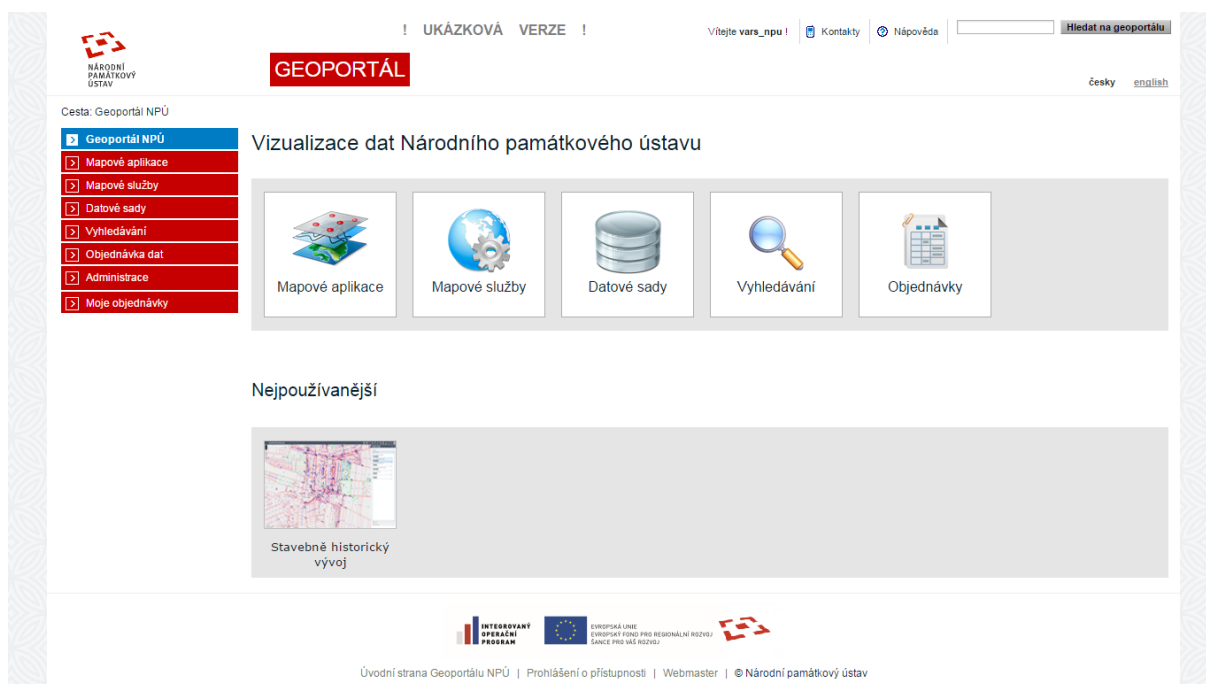 ! UKÁZKOVÁ VERZE !
Vítejte vars_npu !
Kontakty
Nápověda
Hledat na geoportálu
NÁRODNÍ
PAMÁTKOVÝ
ÚSTAV
GEOPORTÁL
česky english
Cesta: Geoportál NPÚ
Geoportál NPÚ
Mapové aplikace
Mapové služby
Datové sady
Vyhledávání
Objednávka dat
Administrace
Moje objednávky
Vizualizace dat Národního památkového ústavu
Mapové aplikace
Mapové služby
Datové sady
Vyhledávání
Objednávky
Nejpoužívanější
Stavebně historický
vývoj
INTEGROVANÝ
OPERAČNÍ
PROGRAM
EVROPSKÁ UNIE
EVROPSKÝ FOND PRO REGIONÁLNÍ ROZVOJ
ŠANCE PRO VÁŠ ROZVOJ
Úvodní strana Geoportálu NPÚ | Prohlášení o přístupnosti | Webmaster | © Národní památkový ústav